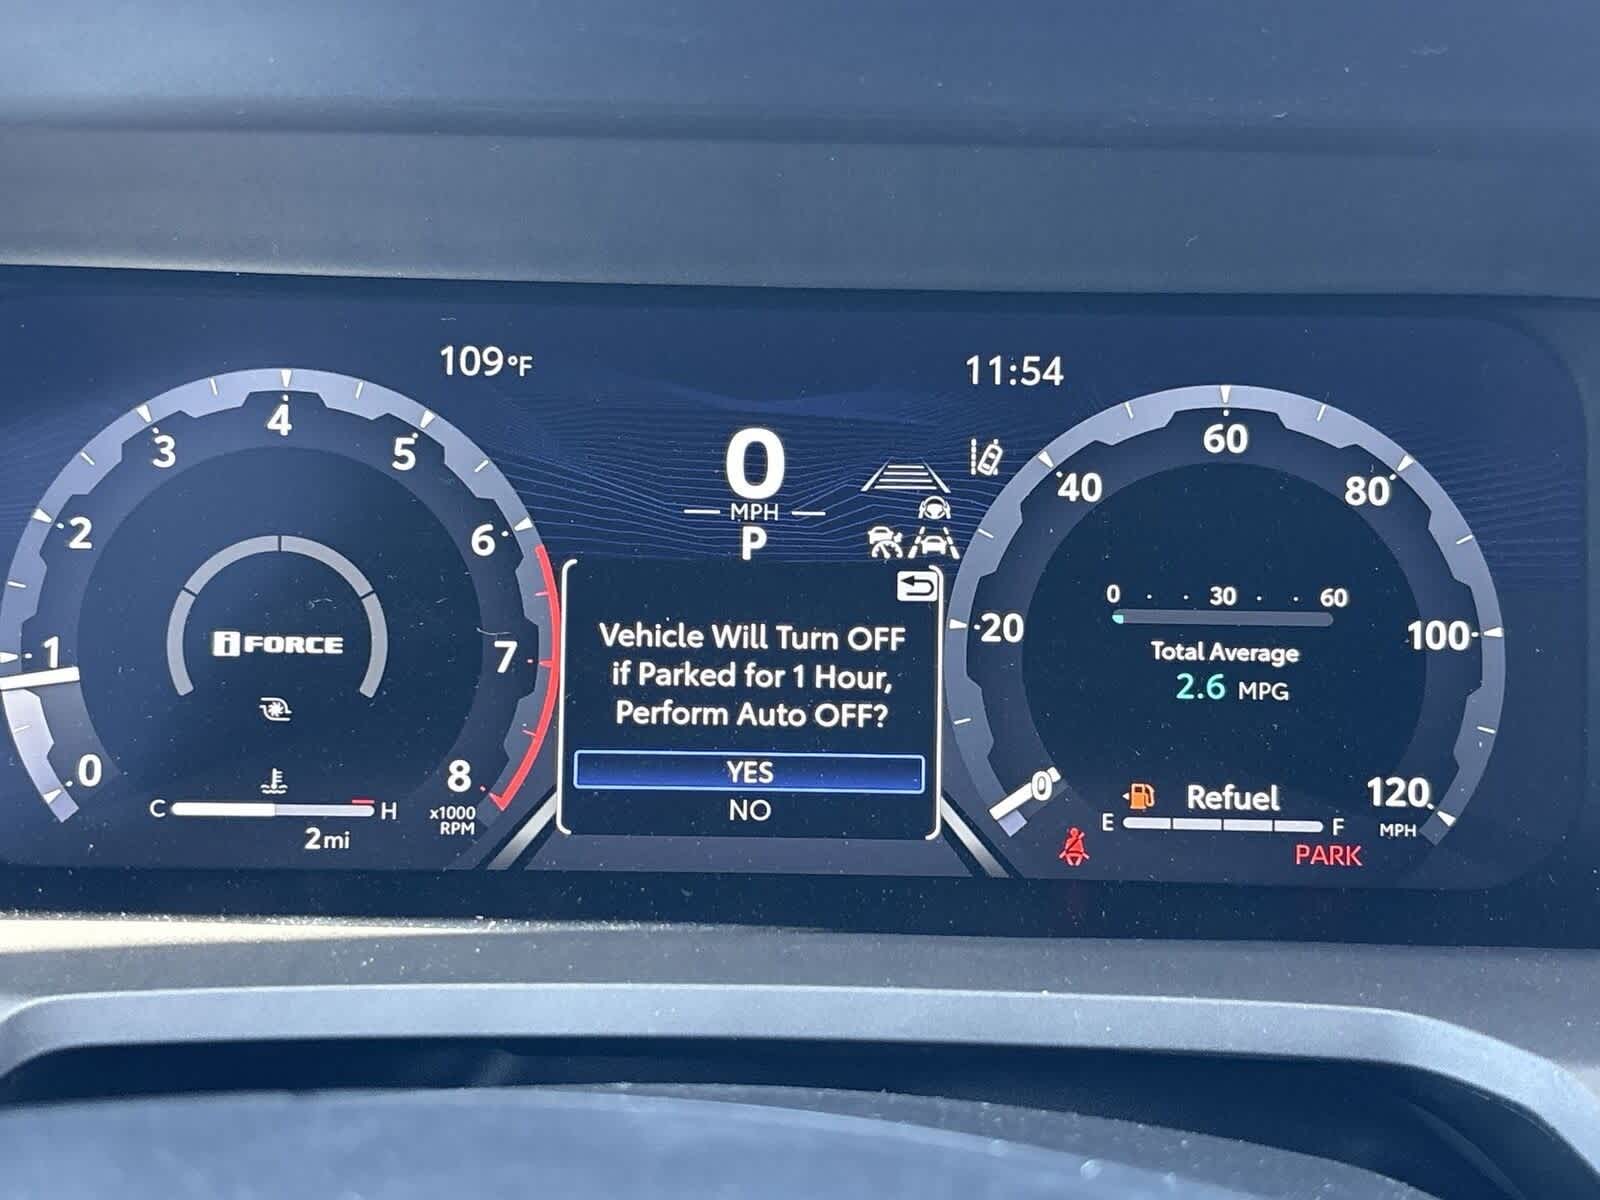 109°F
11:54
0
MPH
P
0
1
2
3
4
5
6
7
8
x1000
RPM
iFORCE
C
H
2mi
Vehicle Will Turn OFF
if Parked for 1 Hour,
Perform Auto OFF?
YES
NO
0
20
40
60
80
100
120
MPH
0 30 60
Total Average
2.6 MPG
Refuel
E
F
PARK